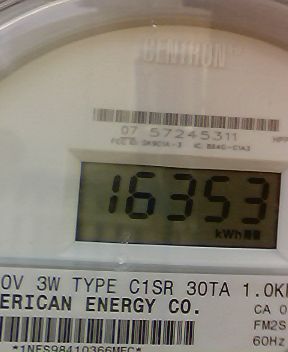 CENTRON
07 57245311
16353
kWh
0V 3W TYPE C1SR 30TA 1.0K
ERICAN ENERGY CO.
CA 0
FM2S
60Hz
*1NES98410366MEC*